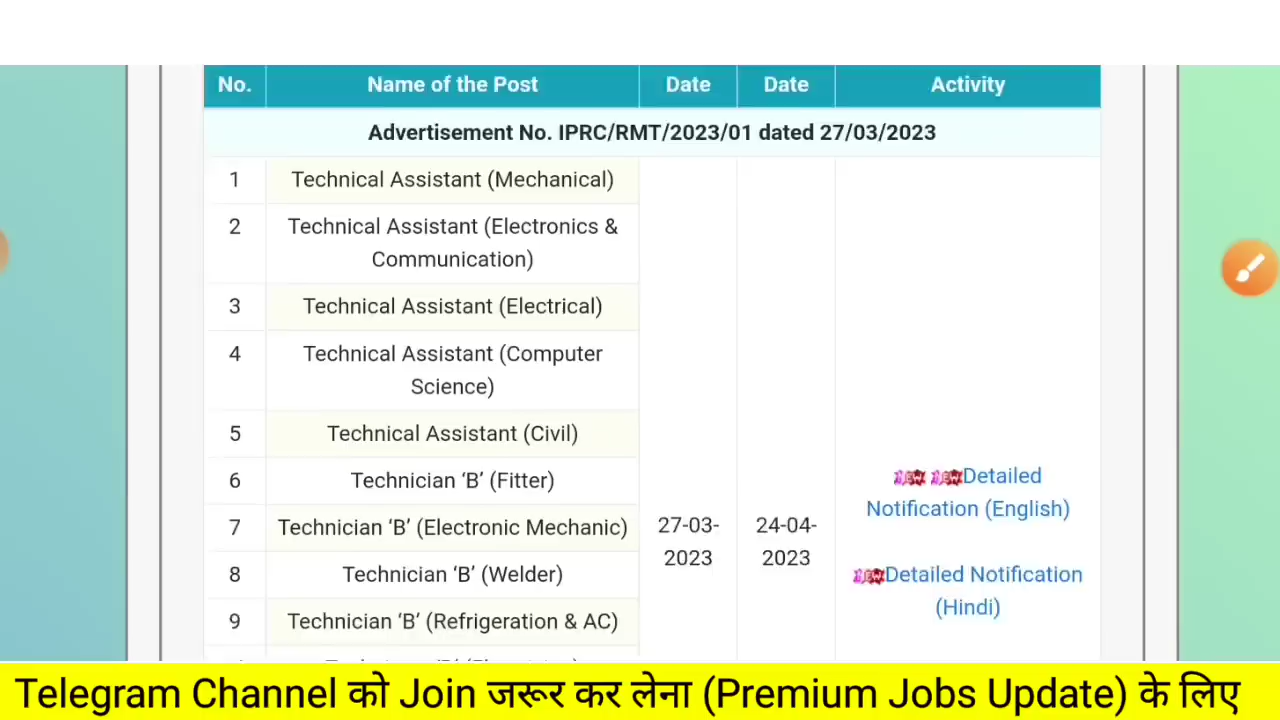 No. Name of the Post Date Date Activity
Advertisement No. IPRC/RMT/2023/01 dated 27/03/2023
1 Technical Assistant (Mechanical)
2 Technical Assistant (Electronics &
Communication)
3 Technical Assistant (Electrical)
4 Technical Assistant (Computer
Science)
5 Technical Assistant (Civil)
6 Technician ‘B’ (Fitter)
7 Technician ‘B’ (Electronic Mechanic)
8 Technician ‘B’ (Welder)
9 Technician ‘B’ (Refrigeration & AC)
27-03-
2023
24-04-
2023
NEW NEW Detailed
Notification (English)
NEW Detailed Notification
(Hindi)
Telegram Channel को Join जरूर कर लेना (Premium Jobs Update) के लिए